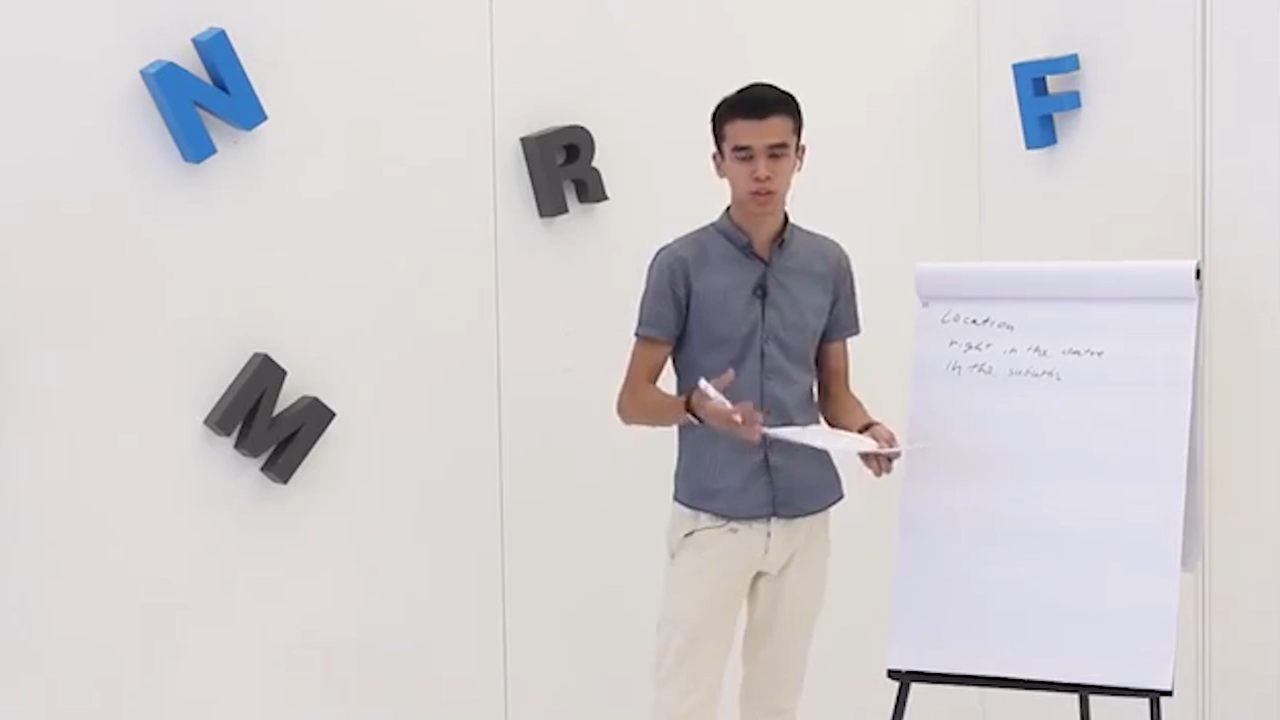 N
R
F
M
Location
right in the centre
in the suburbs